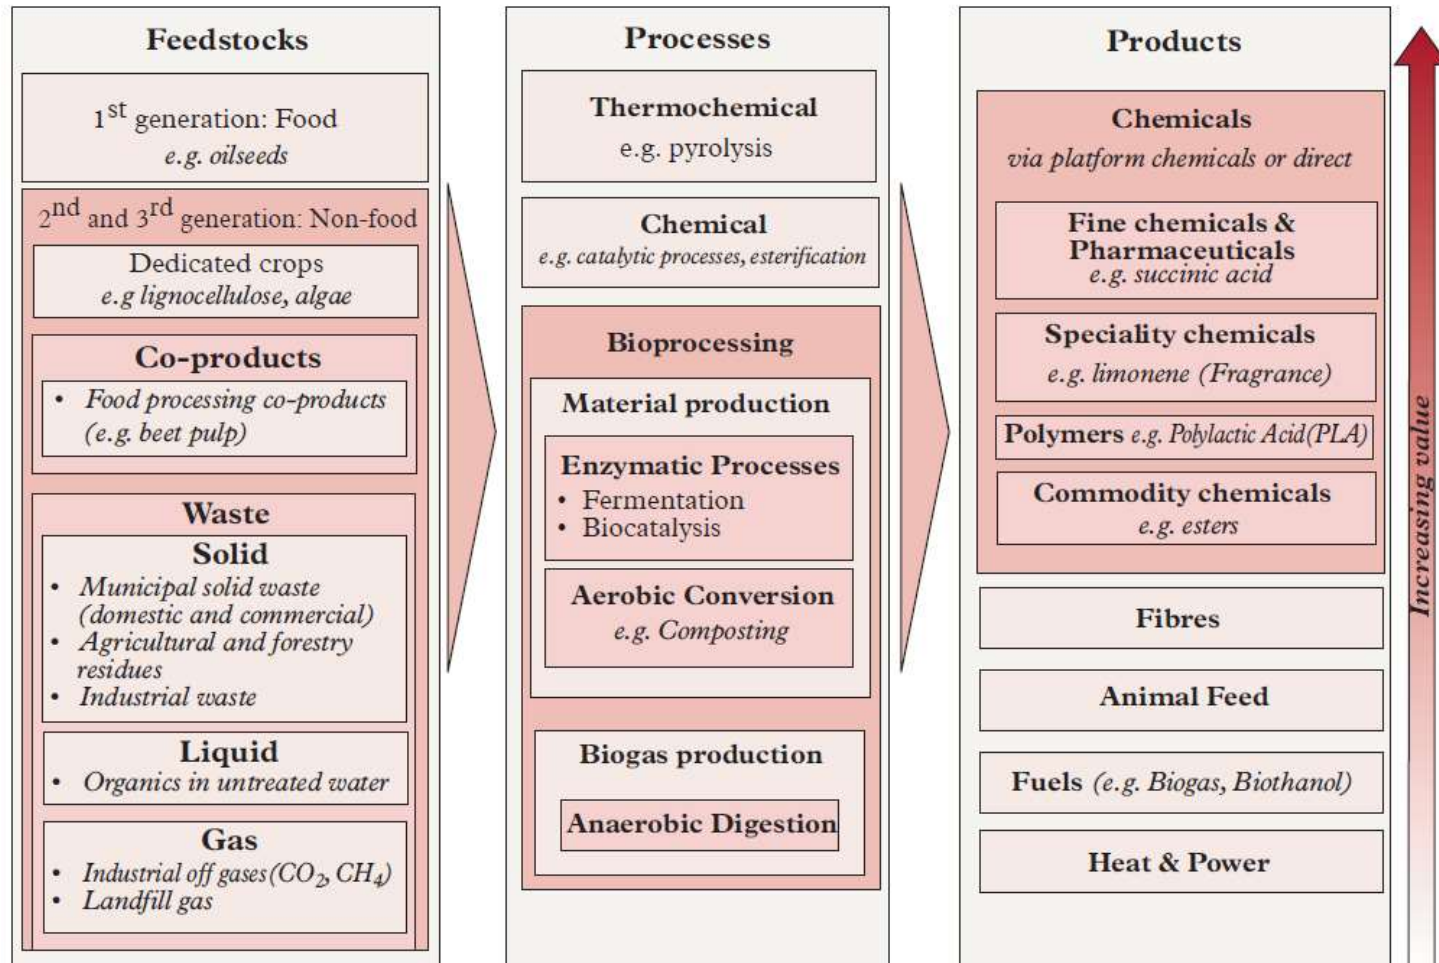 Feedstocks
1st generation: Food
e.g. oilseeds
2nd and 3rd generation: Non-food
Dedicated crops
e.g lignocellulose, algae
Co-products
• Food processing co-products
(e.g. beet pulp)
Waste
Solid
• Municipal solid waste
(domestic and commercial)
• Agricultural and forestry
residues
• Industrial waste
Liquid
• Organics in untreated water
Gas
• Industrial off gases(CO2, CH4)
• Landfill gas
Processes
Thermochemical
e.g. pyrolysis
Chemical
e.g. catalytic processes, esterification
Bioprocessing
Material production
Enzymatic Processes
• Fermentation
• Biocatalysis
Aerobic Conversion
e.g. Composting
Biogas production
Anaerobic Digestion
Products
Chemicals
via platform chemicals or direct
Fine chemicals &
Pharmaceuticals
e.g. succinic acid
Speciality chemicals
e.g. limonene (Fragrance)
Polymers e.g. Polylactic Acid(PLA)
Commodity chemicals
e.g. esters
Fibres
Animal Feed
Fuels (e.g. Biogas, Biothanol)
Heat & Power
Increasing value